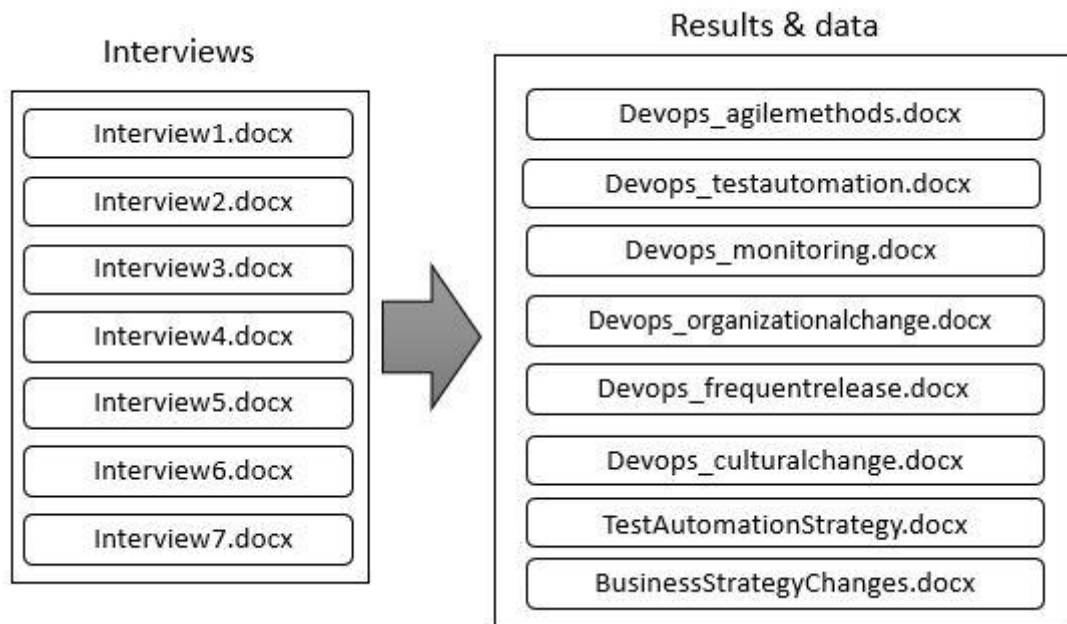 Interviews
Interview1.docx
Interview2.docx
Interview3.docx
Interview4.docx
Interview5.docx
Interview6.docx
Interview7.docx
Results & data
Devops_agilemethods.docx
Devops_testautomation.docx
Devops_monitoring.docx
Devops_organizationalchange.docx
Devops_frequentrelease.docx
Devops_culturalchange.docx
TestAutomationStrategy.docx
BusinessStrategyChanges.docx